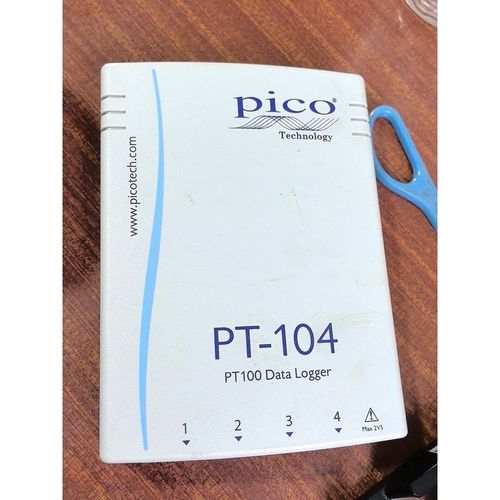 pico®
Technology
www.picotech.com
PT-104
PT100 Data Logger
1 2 3 4
Max 2V5